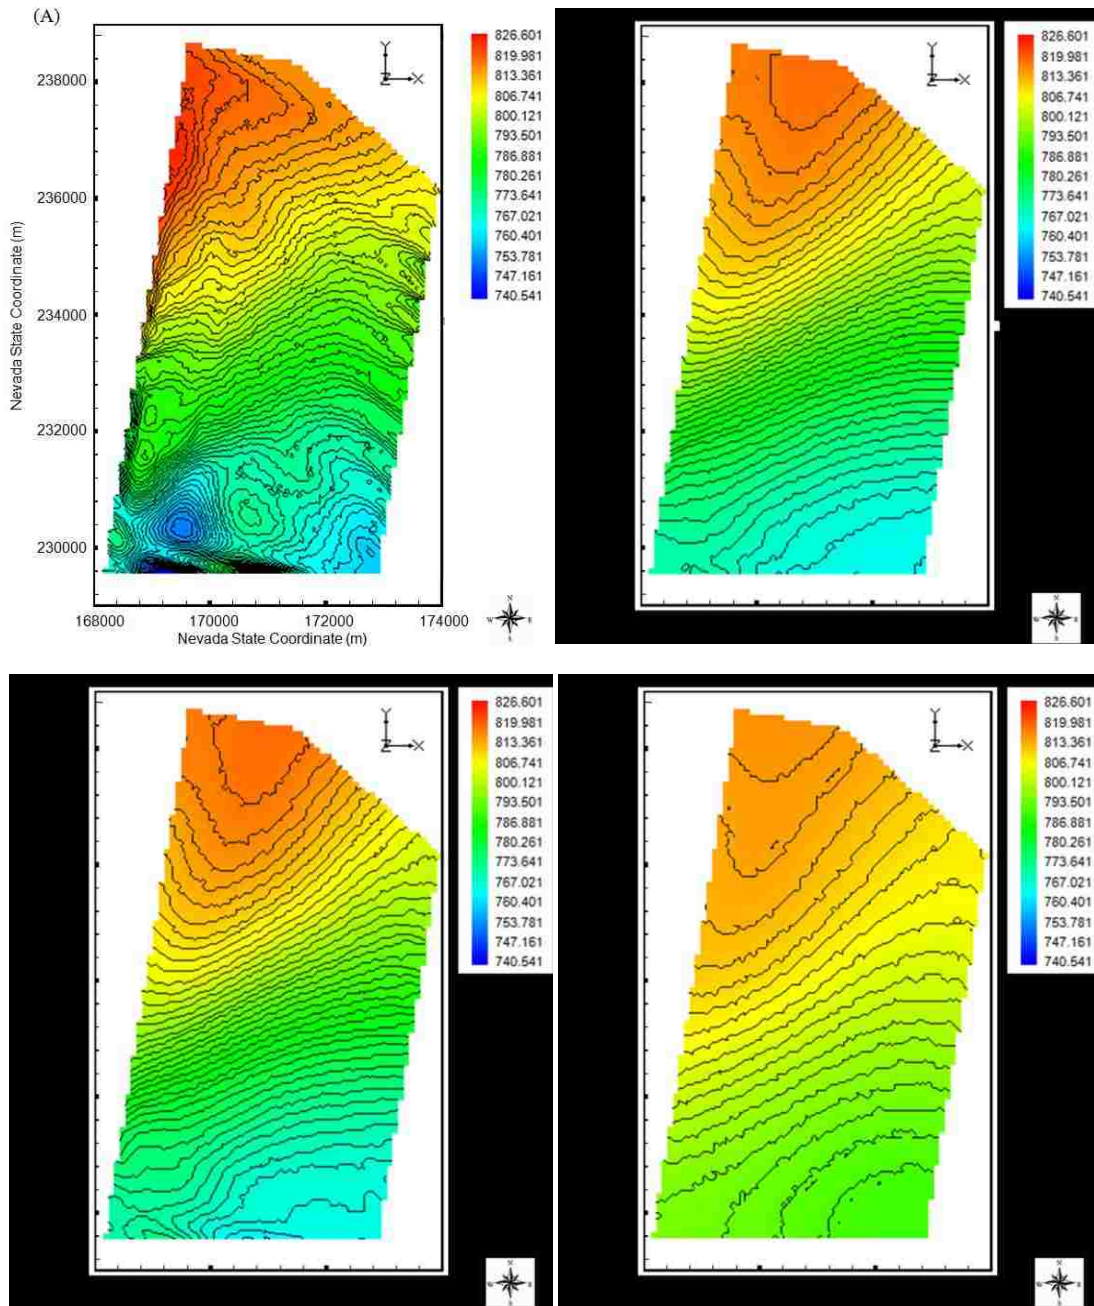 (A)
Y
Z X
826.601
819.981
813.361
806.741
800.121
793.501
786.881
780.261
773.641
767.021
760.401
753.781
747.161
740.541
238000
236000
234000
232000
230000
Nevada State Coordinate (m)
168000 170000 172000 174000
Nevada State Coordinate (m)
N
W E
S
Y
Z X
826.601
819.981
813.361
806.741
800.121
793.501
786.881
780.261
773.641
767.021
760.401
753.781
747.161
740.541
N
W E
S
Y
Z X
826.601
819.981
813.361
806.741
800.121
793.501
786.881
780.261
773.641
767.021
760.401
753.781
747.161
740.541
N
W E
S
Y
Z X
826.601
819.981
813.361
806.741
800.121
793.501
786.881
780.261
773.641
767.021
760.401
753.781
747.161
740.541
N
W E
S